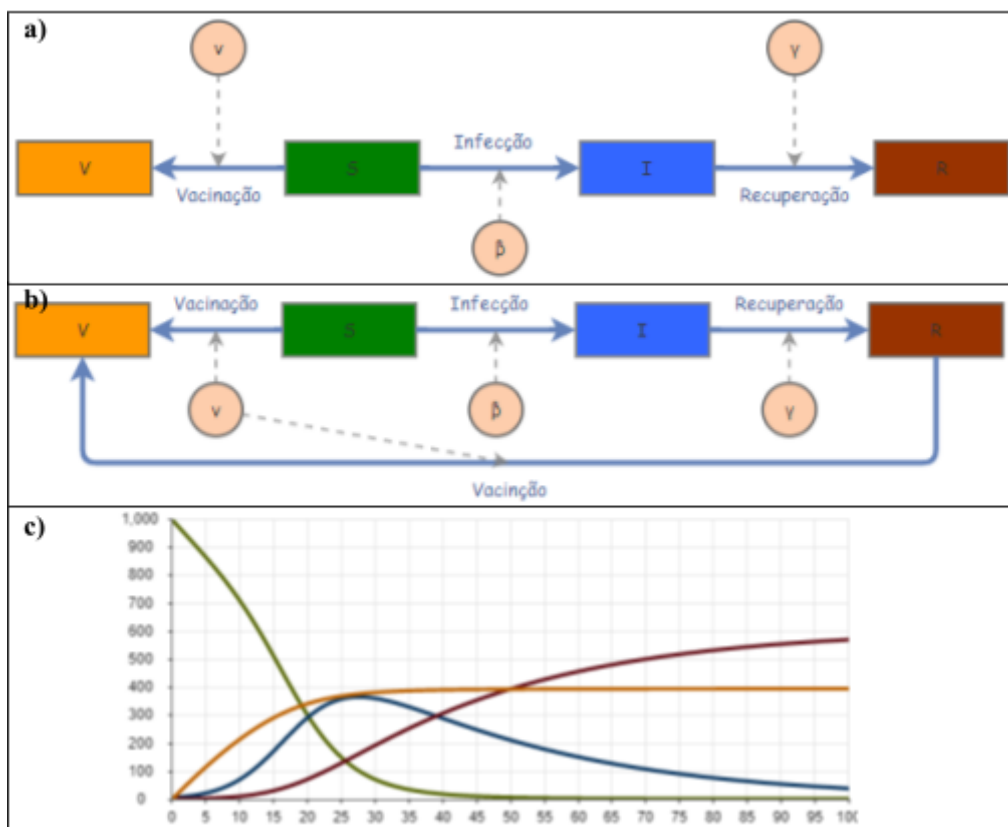 a)
ν
γ
Infecção
V
S
I
R
Vacinação
Recuperação
β
b)
Vacinação
Infecção
Recuperação
V
S
I
R
ν
β
γ
Vacinção
c)
1,000
900
800
700
600
500
400
300
200
100
0
0 5 10 15 20 25 30 35 40 45 50 55 60 65 70 75 80 85 90 95 100